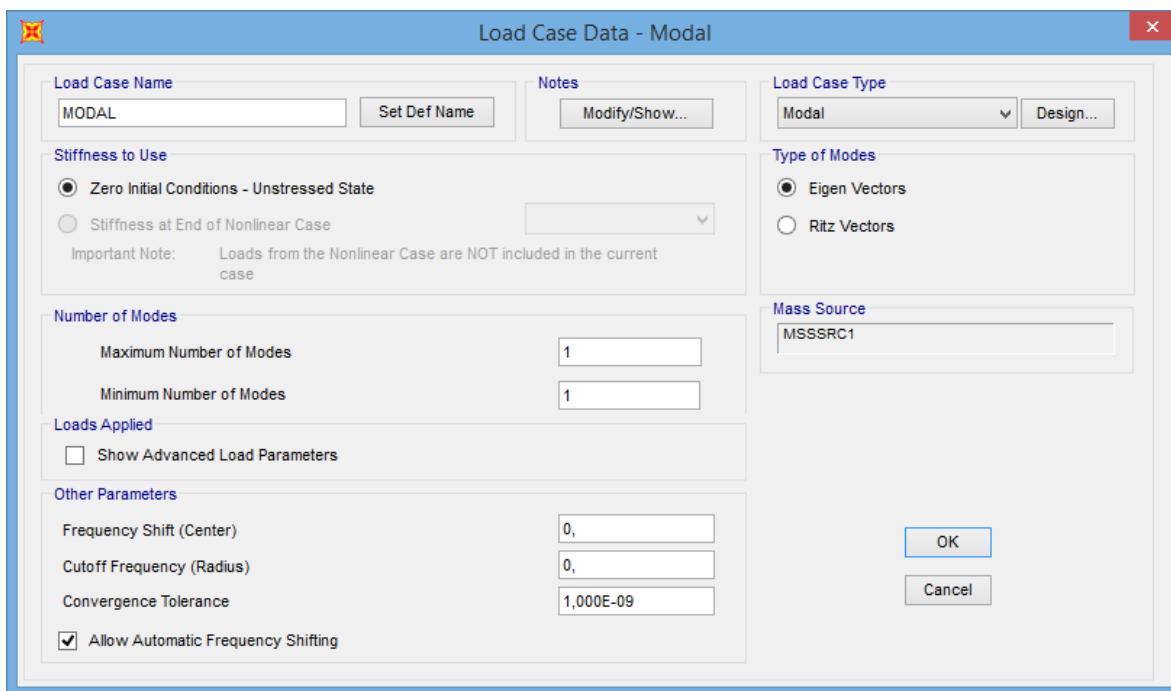 Load Case Data - Modal
Load Case Name
MODAL
Set Def Name
Notes
Modify/Show...
Load Case Type
Modal
Design...
Stiffness to Use
Zero Initial Conditions - Unstressed State
Stiffness at End of Nonlinear Case
Important Note: Loads from the Nonlinear Case are NOT included in the current
case
Type of Modes
Eigen Vectors
Ritz Vectors
Number of Modes
Maximum Number of Modes 1
Minimum Number of Modes 1
Mass Source
MSSSRC1
Loads Applied
Show Advanced Load Parameters
Other Parameters
Frequency Shift (Center) 0,
Cutoff Frequency (Radius) 0,
Convergence Tolerance 1,000E-09
Allow Automatic Frequency Shifting
OK
Cancel